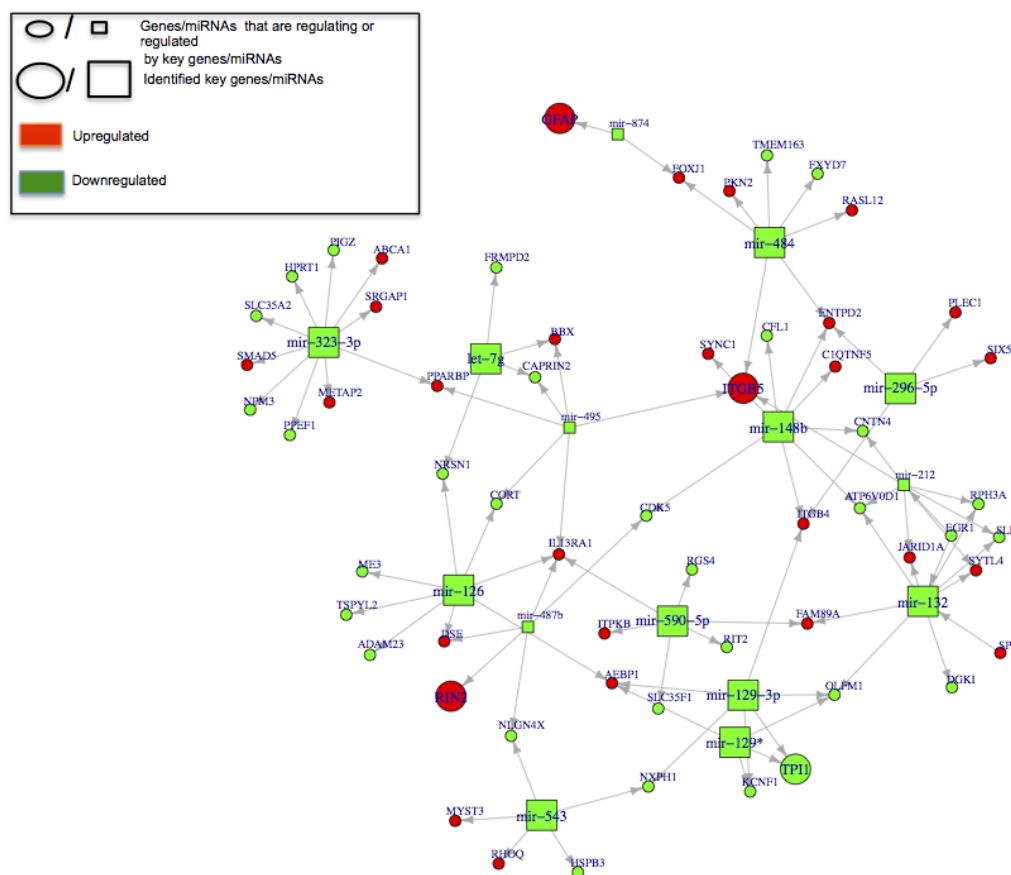 Genes/miRNAs that are regulating or
regulated
by key genes/miRNAs
Identified key genes/miRNAs
Upregulated
Downregulated
GFAP
mir-874
TMEM163
FOXJ1
PKN2
FXYD7
RASL12
mir-484
PIGZ
ABCA1
HPRT1
FRMPD2
SLC35A2
SRGAP1
PLEC1
ENTPD2
CFL1
BBX
SYNC1
mir-323-3p
let-7g
C1QTNF5
SIX5
SMAD5
PPARBP
CAPRIN2
ITGB5
mir-296-5p
METAP2
NPM3
PPEF1
mir-495
mir-148b
CNTN4
NRSN1
mir-212
CORT
CDK5
ATP6V0D1
RPH3A
ITGB4
EGR1
IL13RA1
JARID1A
SYTL4
ME3
RGS4
mir-126
mir-132
TSPYL2
mir-487b
ITPKB
mir-590-5p
FAM89A
DSE
RIT2
SP
ADAM23
AEBP1
DGKI
RIN2
SLC35F1
mir-129-3p
OLFM1
NLGN4X
mir-129*
TPI1
NXPH1
KCNF1
MYST3
mir-543
RHOQ
HSPB3